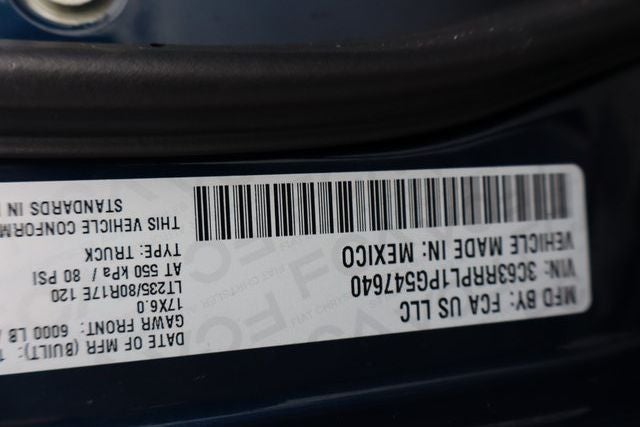 MFD BY: FCA US LLC
VIN: 3C63RRPL1PG547640
VEHICLE MADE IN: MEXICO
DATE OF MFR (BUILT):
GAWR FRONT: 6000 LB
17X6.0
LT235/80R17E 120
AT 550 kPa / 80 PSI
TYPE: TRUCK
THIS VEHICLE
STANDARDS IN